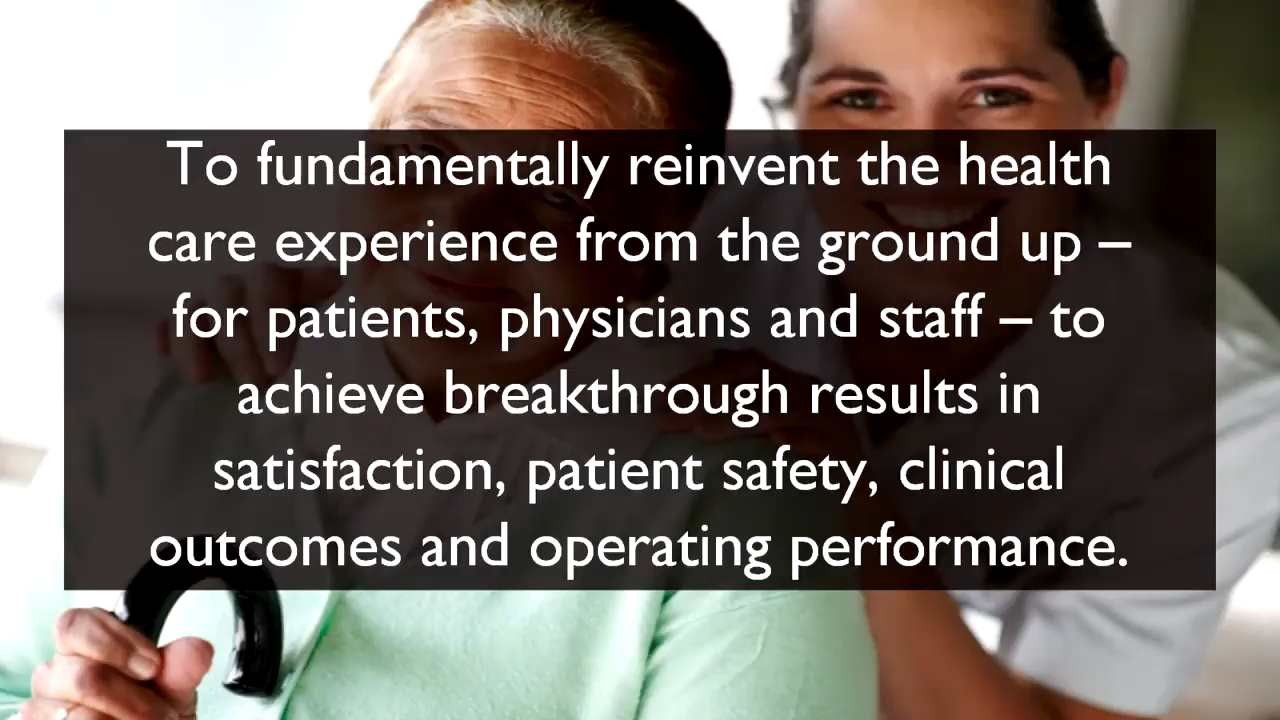 To fundamentally reinvent the health
care experience from the ground up –
for patients, physicians and staff – to
achieve breakthrough results in
satisfaction, patient safety, clinical
outcomes and operating performance.